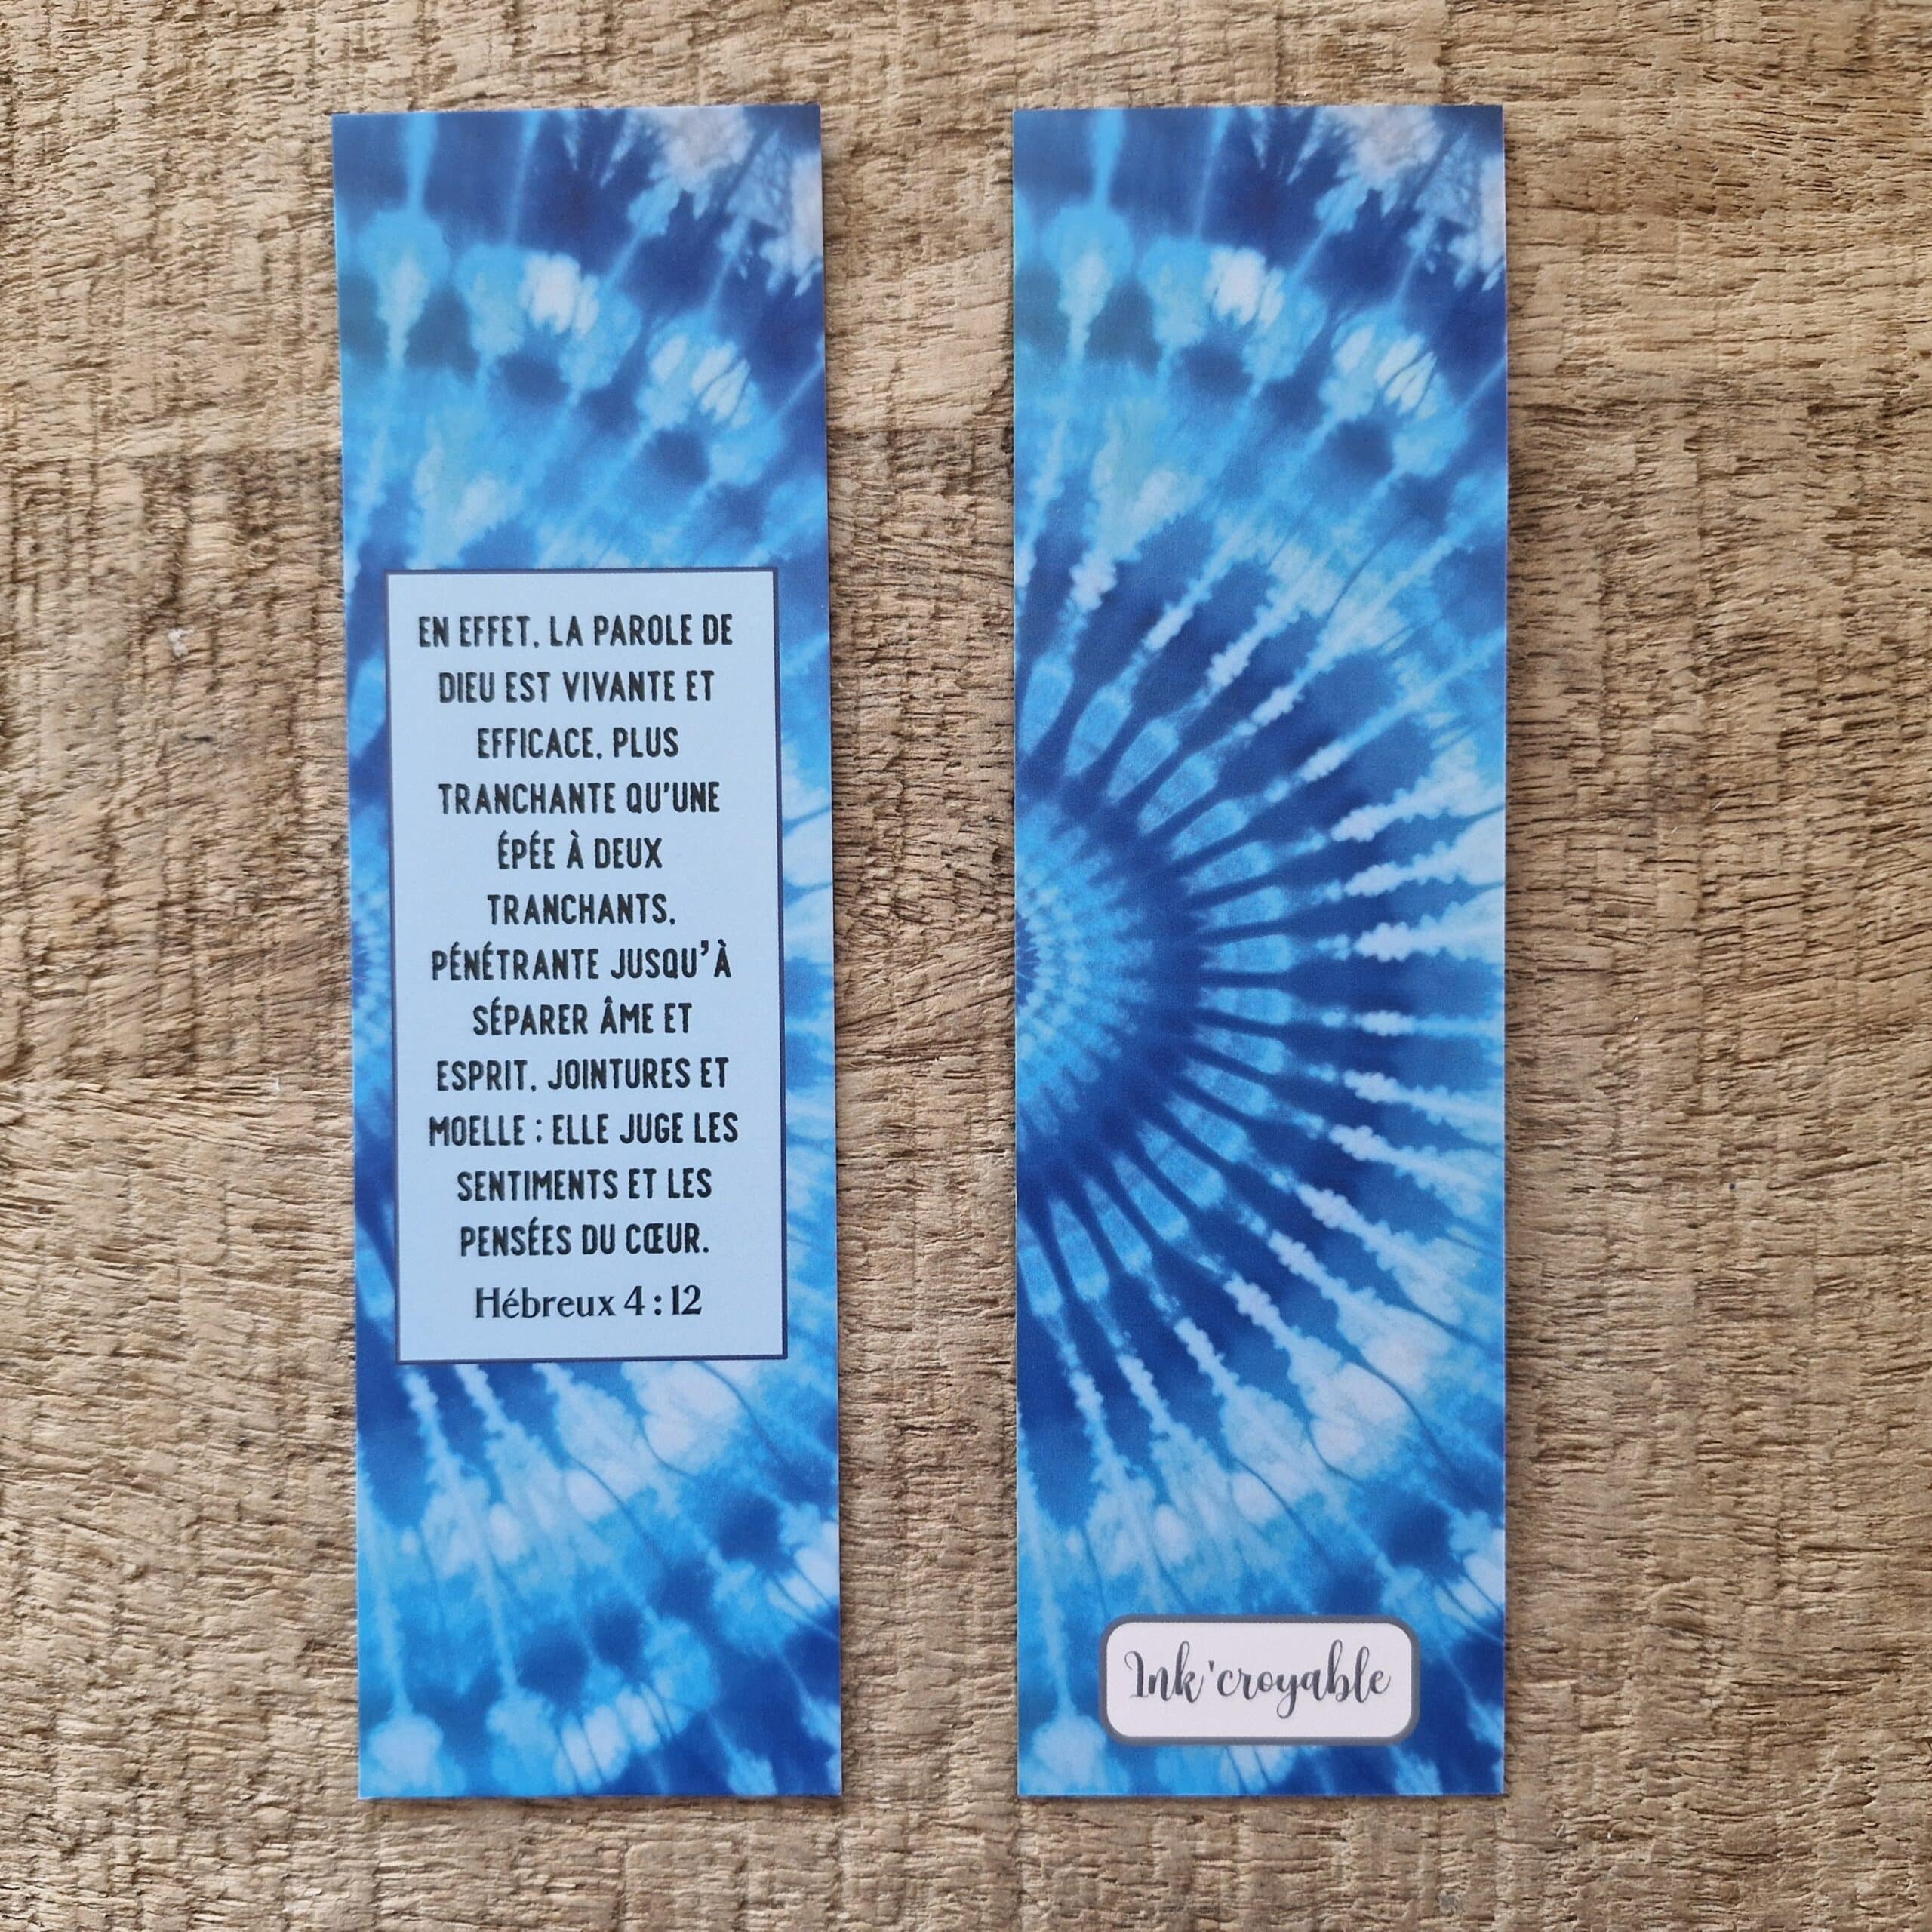 EN EFFET, LA PAROLE DE
DIEU EST VIVANTE ET
EFFICACE, PLUS
TRANCHANTE QU'UNE
ÉPÉE À DEUX
TRANCHANTS,
PÉNÉTRANTE JUSQU'À
SÉPARER ÂME ET
ESPRIT, JOINTURES ET
MOELLE : ELLE JUGE LES
SENTIMENTS ET LES
PENSÉES DU CŒUR.
Hébreux 4 : 12
Ink'croyable